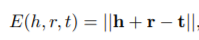 E(h, r, t) = ||h + r − t||,